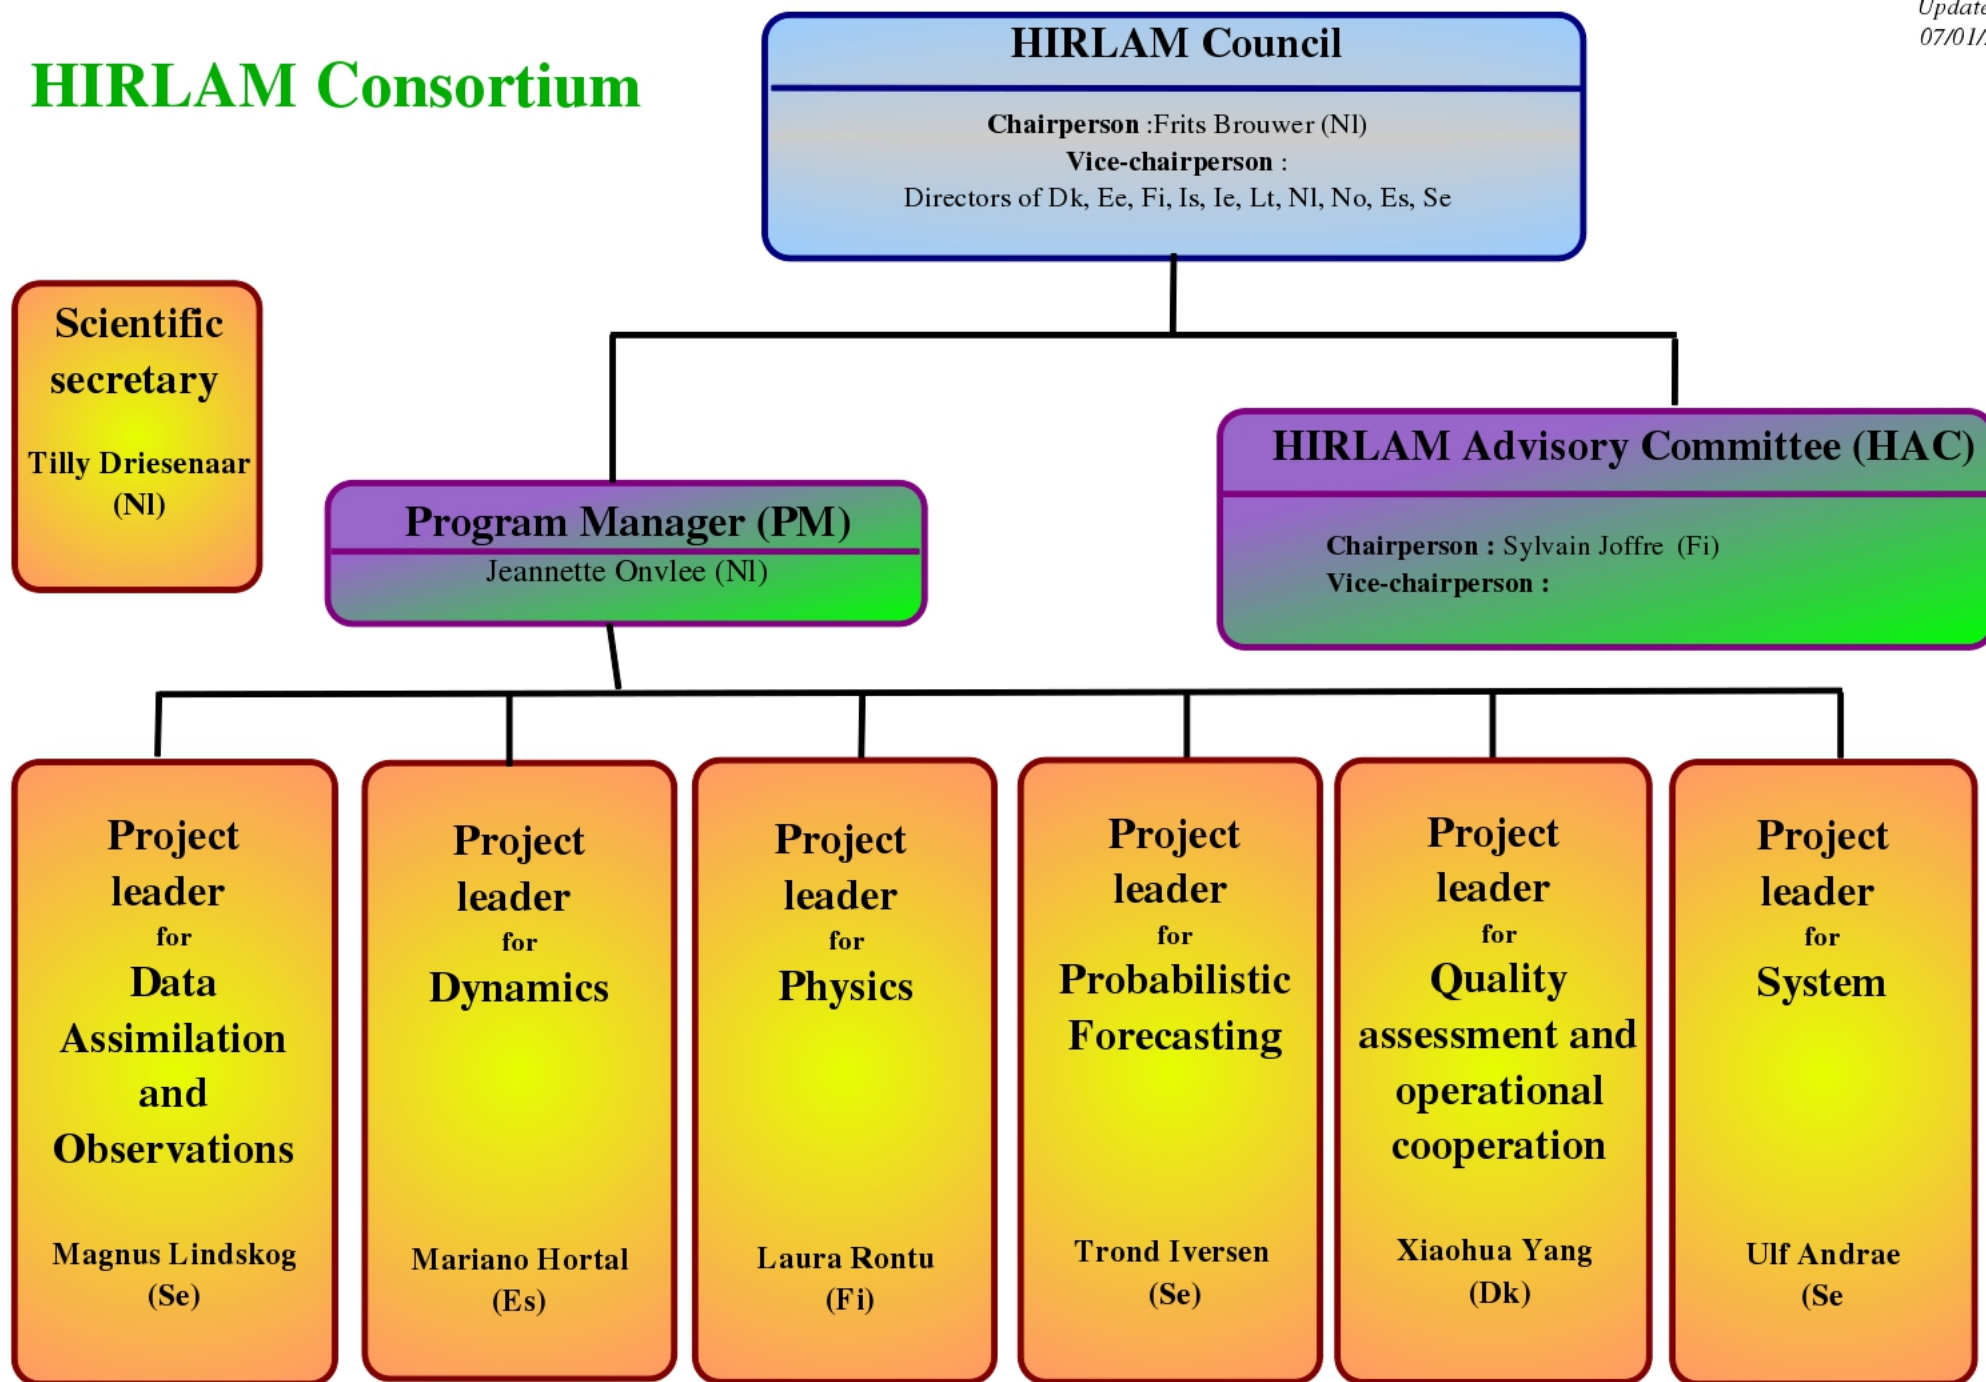 HIRLAM Consortium
Update
07/01/
HIRLAM Council
Chairperson :Frits Brouwer (Nl)
Vice-chairperson :
Directors of Dk, Ee, Fi, Is, Ie, Lt, Nl, No, Es, Se
Scientific
secretary
Tilly Driesenaar
(Nl)
Program Manager (PM)
Jeannette Onvlee (Nl)
HIRLAM Advisory Committee (HAC)
Chairperson : Sylvain Joffre (Fi)
Vice-chairperson :
Project
leader
for
Data
Assimilation
and
Observations
Magnus Lindskog
(Se)
Project
leader
for
Dynamics
Mariano Hortal
(Es)
Project
leader
for
Physics
Laura Rontu
(Fi)
Project
leader
for
Probabilistic
Forecasting
Trond Iversen
(Se)
Project
leader
for
Quality
assessment and
operational
cooperation
Xiaohua Yang
(Dk)
Project
leader
for
System
Ulf Andrae
(Se